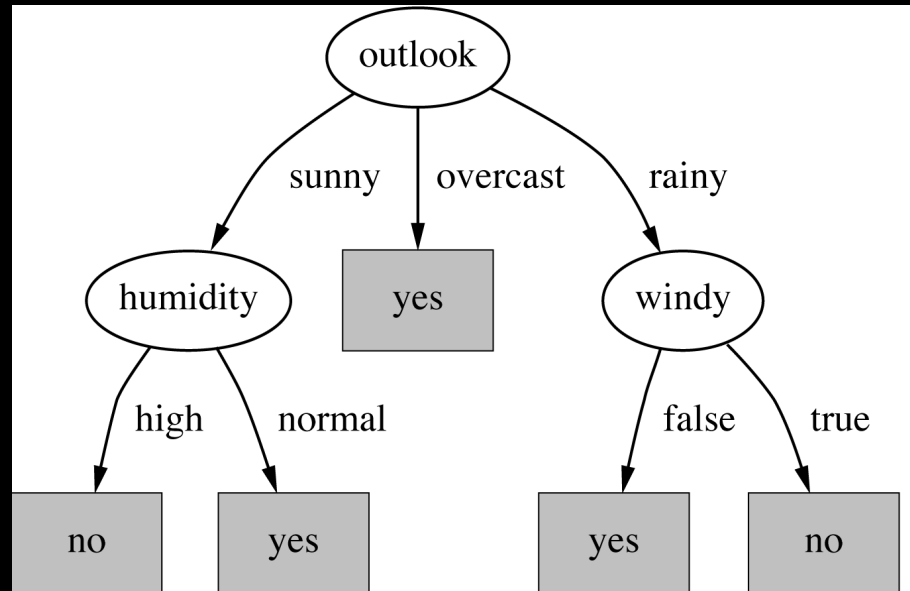 outlook
sunny overcast rainy
humidity yes windy
high normal false true
no yes yes no